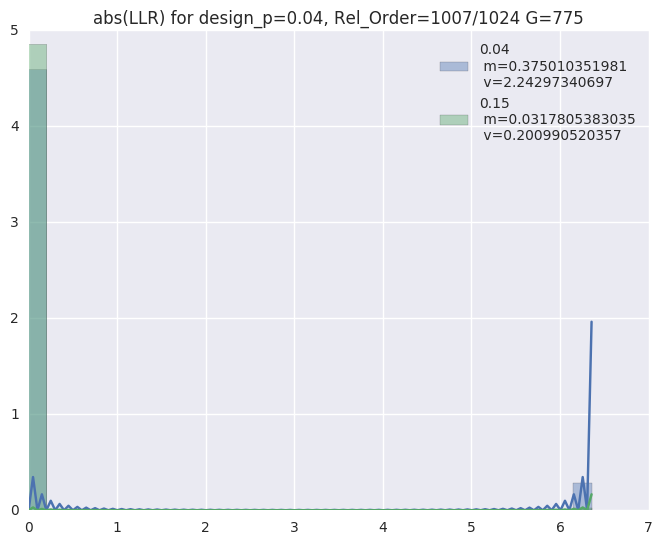 abs(LLR) for design_p=0.04, Rel_Order=1007/1024 G=775
0.04
m=0.375010351981
v=2.24297340697
0.15
m=0.0317805383035
v=0.200990520357
5
4
3
2
1
0
0 1 2 3 4 5 6 7